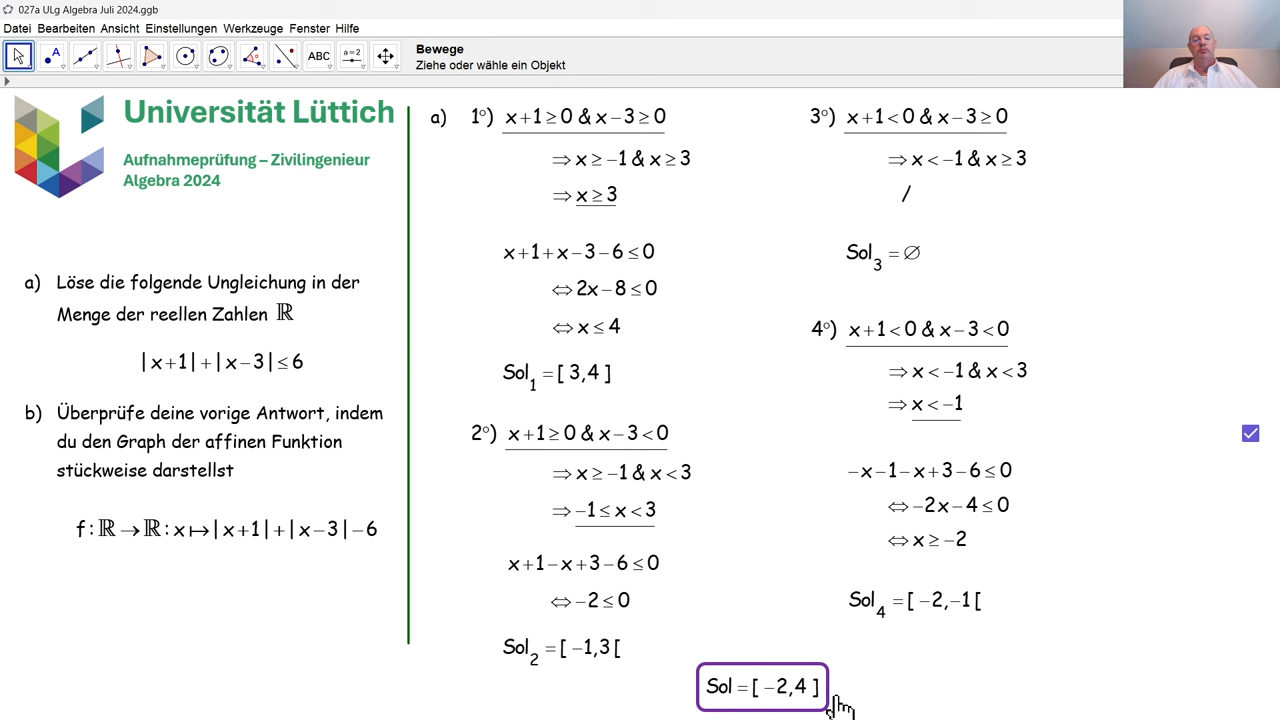 027a ULg Algebra Juli 2024.ggb
Datei Bearbeiten Ansicht Einstellungen Werkzeuge Fenster Hilfe
A
ABC
a=2
Bewege
Ziehe oder wähle ein Objekt
Universität Lüttich
Aufnahmeprüfung – Zivilingenieur
Algebra 2024
a) Löse die folgende Ungleichung in der
Menge der reellen Zahlen ℝ
|x+1|+|x−3|≤6
b) Überprüfe deine vorige Antwort, indem
du den Graph der affinen Funktion
stückweise darstellst
f:ℝ→ℝ:x↦|x+1|+|x−3|−6
a) 1°) x+1≥0 & x−3≥0
⇒x≥−1 & x≥3
⇒x≥3
x+1+x−3−6≤0
⇔2x−8≤0
⇔x≤4
Sol₁=[3,4]
2°) x+1≥0 & x−3<0
⇒x≥−1 & x<3
⇒−1≤x<3
x+1−x+3−6≤0
⇔−2≤0
Sol₂=[−1,3[
3°) x+1<0 & x−3≥0
⇒x<−1 & x≥3
/
Sol₃=∅
4°) x+1<0 & x−3<0
⇒x<−1 & x<3
⇒x<−1
−x−1−x+3−6≤0
⇔−2x−4≤0
⇔x≥−2
Sol₄=[−2,−1[
Sol=[−2,4]